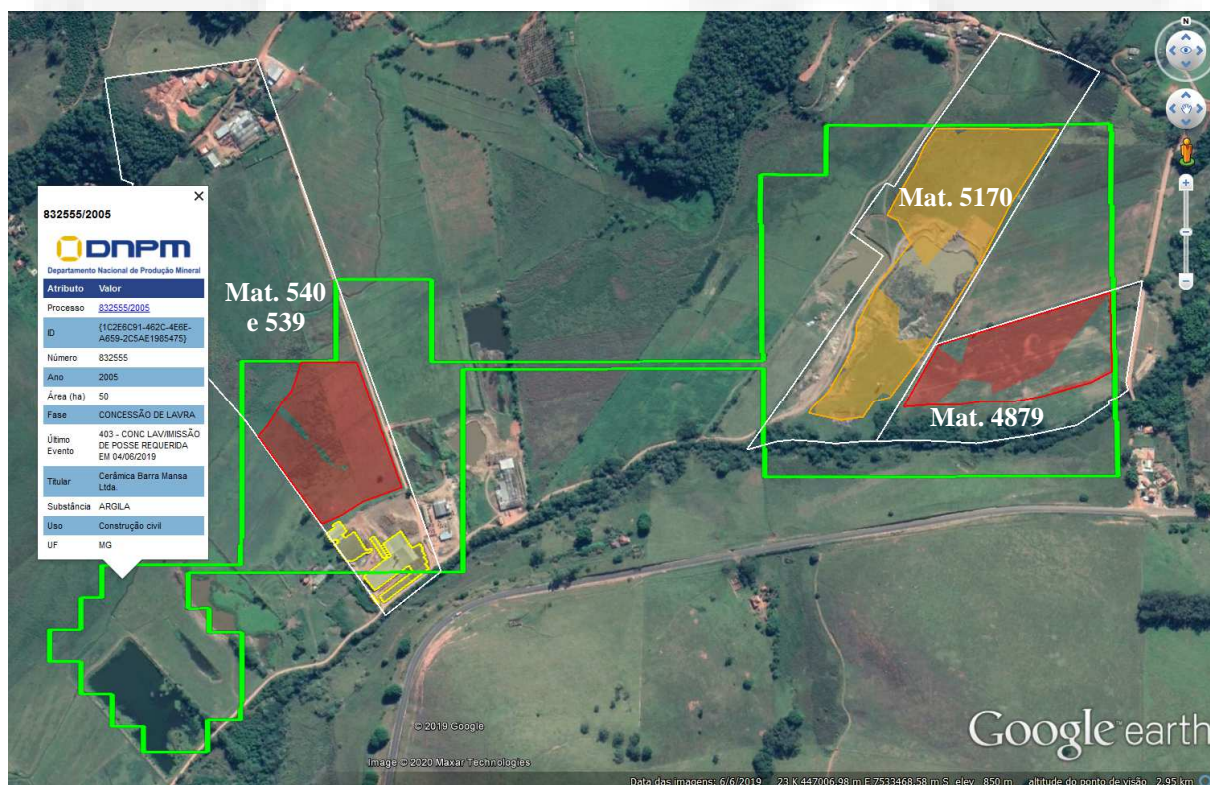 832555/2005
DNPM
Departamento Nacional de Produção Mineral
Atributo Valor
Processo 832555/2005
ID {1C2E6C91-462C-4E6E-
A659-2C5AE1985475}
Número 832555
Ano 2005
Área (ha) 50
Fase CONCESSÃO DE LAVRA
Último Evento 403 - CONC LAV/IMISSÃO
DE POSSE REQUERIDA
EM 04/06/2019
Titular Cerâmica Barra Mansa
Ltda.
Substância ARGILA
Uso Construção civil
UF MG
Mat. 540
e 539
Mat. 5170
Mat. 4879
N
© 2019 Google
Image © 2020 Maxar Technologies
Google earth
Data das imagens: 6/6/2019 23 K 447006.98 m E 7533468.58 m S elev 850 m altitude do ponto de visão 2.95 km